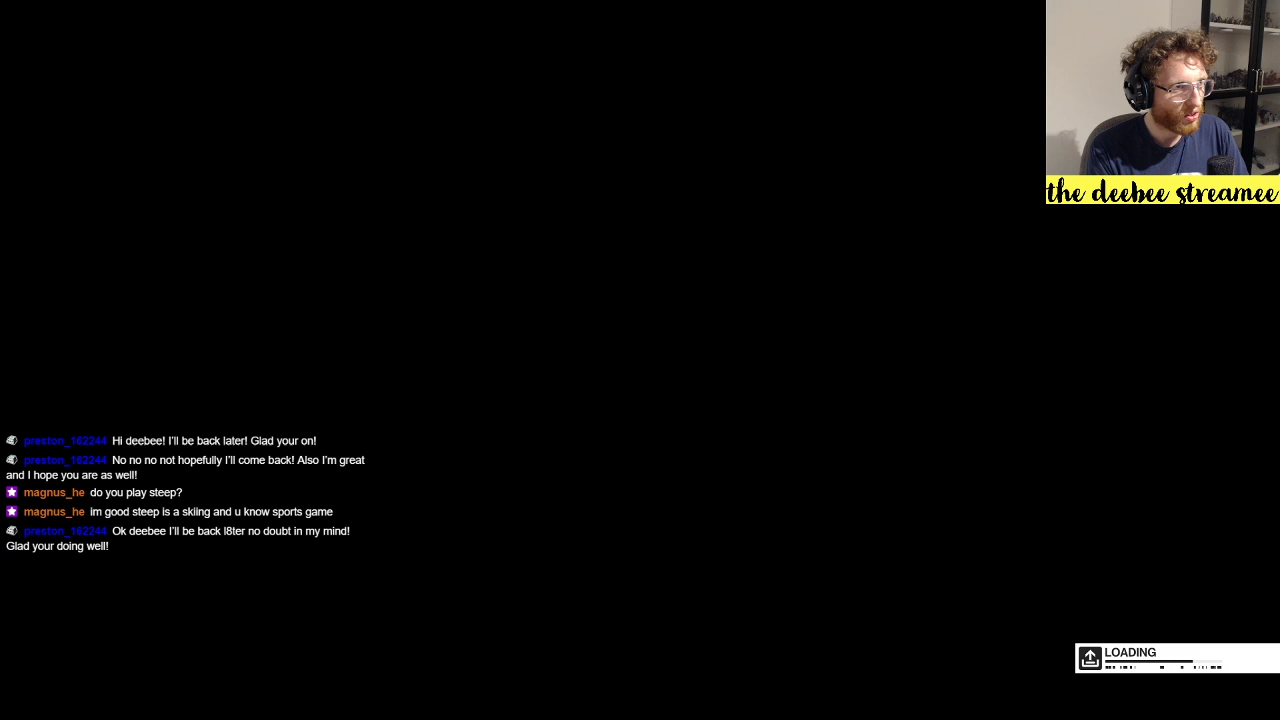 the deebee streamee
preston_162244 Hi deebee! I'll be back later! Glad your on!
preston_162244 No no no not hopefully I'll come back! Also I'm great
and I hope you are as well!
magnus_he do you play steep?
magnus_he im good steep is a skiing and u know sports game
preston_162244 Ok deebee I'll be back l8ter no doubt in my mind!
Glad your doing well!
LOADING